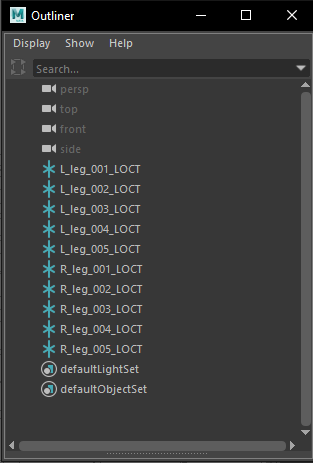 Outliner
Display Show Help
Search...
persp
top
front
side
L_leg_001_LOCT
L_leg_002_LOCT
L_leg_003_LOCT
L_leg_004_LOCT
L_leg_005_LOCT
R_leg_001_LOCT
R_leg_002_LOCT
R_leg_003_LOCT
R_leg_004_LOCT
R_leg_005_LOCT
defaultLightSet
defaultObjectSet